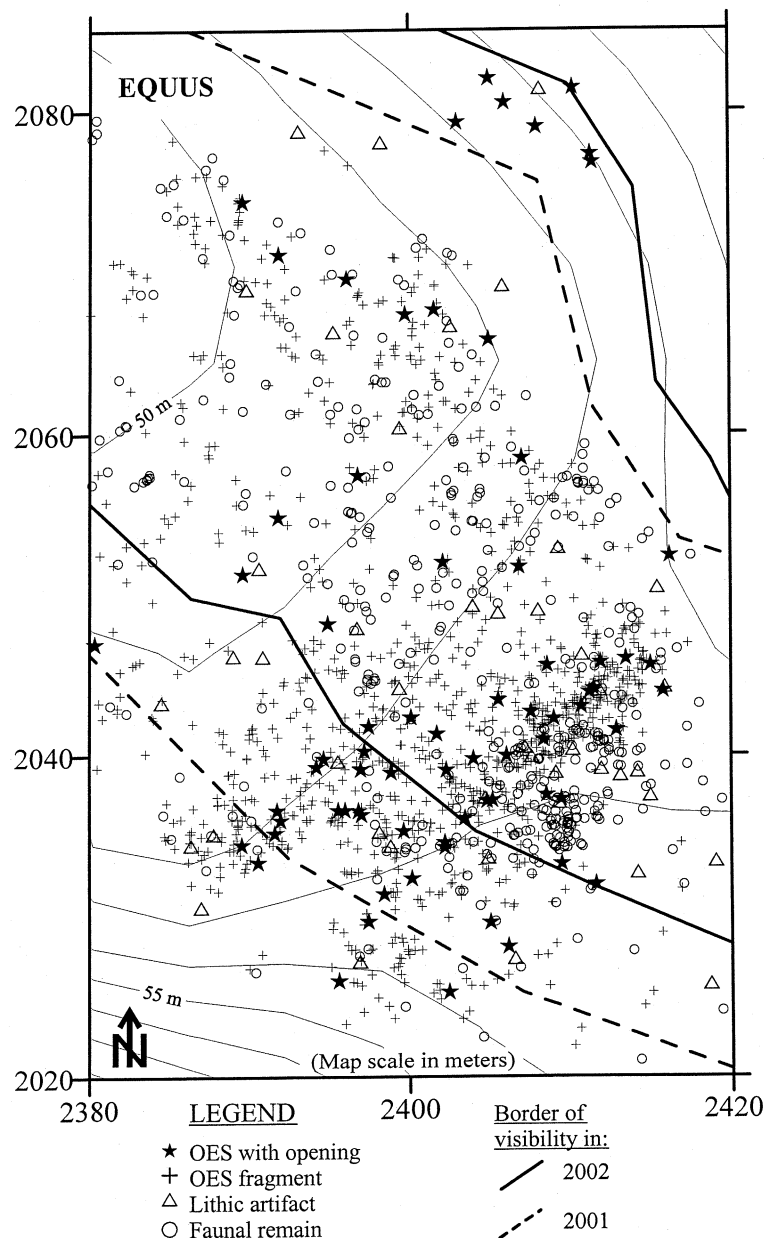 EQUUS
2080
50 m
2060
2040
55 m
N
(Map scale in meters)
2020
2380
2400
2420
LEGEND
OES with opening
OES fragment
Lithic artifact
Faunal remain
Border of
visibility in:
2002
2001